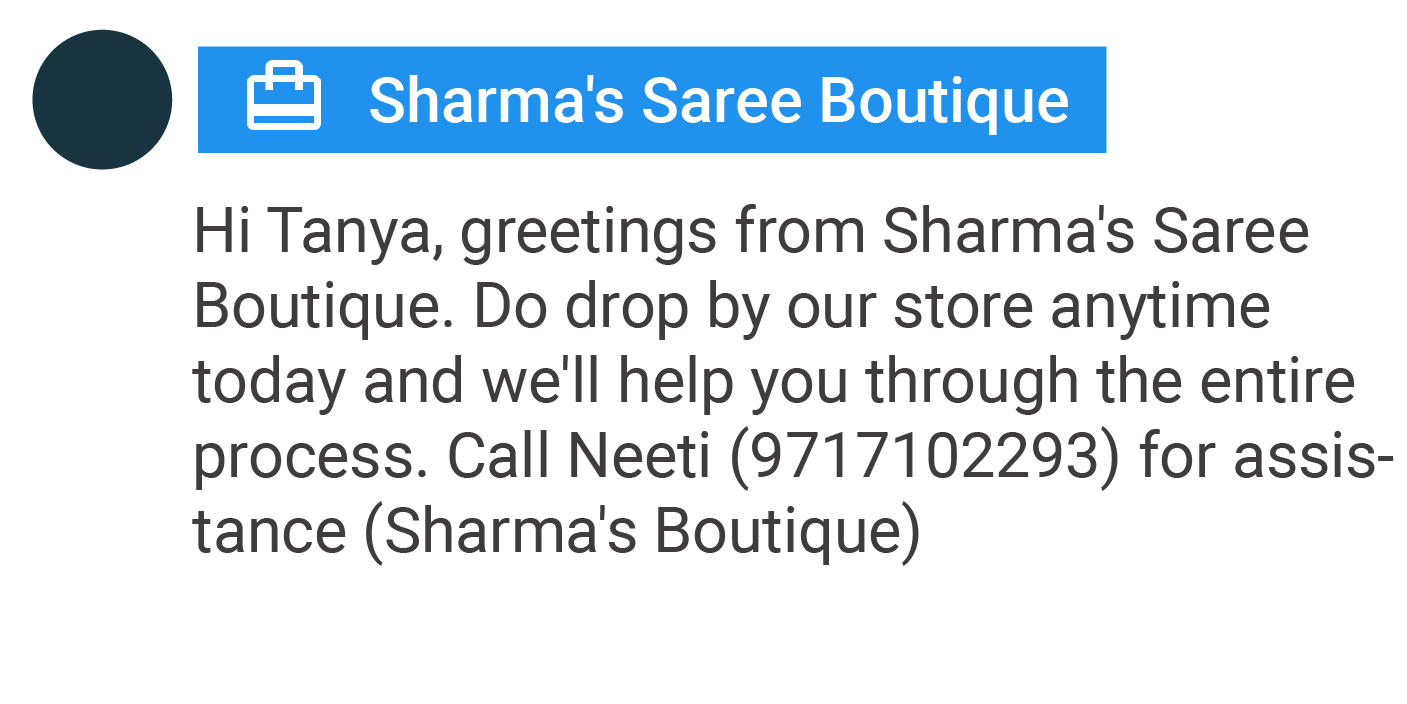 Sharma's Saree Boutique
Hi Tanya, greetings from Sharma's Saree
Boutique. Do drop by our store anytime
today and we'll help you through the entire
process. Call Neeti (9717102293) for assis-
tance (Sharma's Boutique)